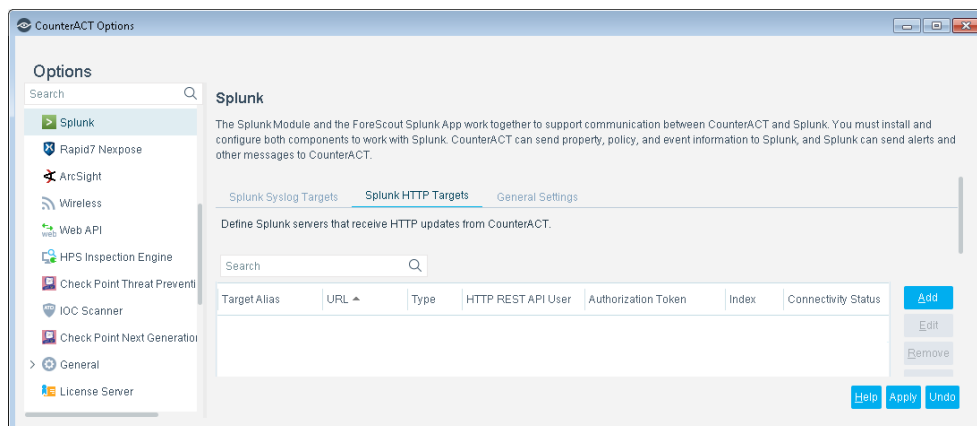 CounterACT Options
Options
Search
Splunk
Rapid7 Nexpose
ArcSight
Wireless
Web API
HPS Inspection Engine
Check Point Threat Preventi
IOC Scanner
Check Point Next Generation
General
License Server
Splunk
The Splunk Module and the ForeScout Splunk App work together to support communication between CounterACT and Splunk. You must install and
configure both components to work with Splunk. CounterACT can send property, policy, and event information to Splunk, and Splunk can send alerts and
other messages to CounterACT.
Splunk Syslog Targets Splunk HTTP Targets General Settings
Define Splunk servers that receive HTTP updates from CounterACT.
Search
Target Alias URL Type HTTP REST API User Authorization Token Index Connectivity Status
Add
Edit
Remove
Help Apply Undo